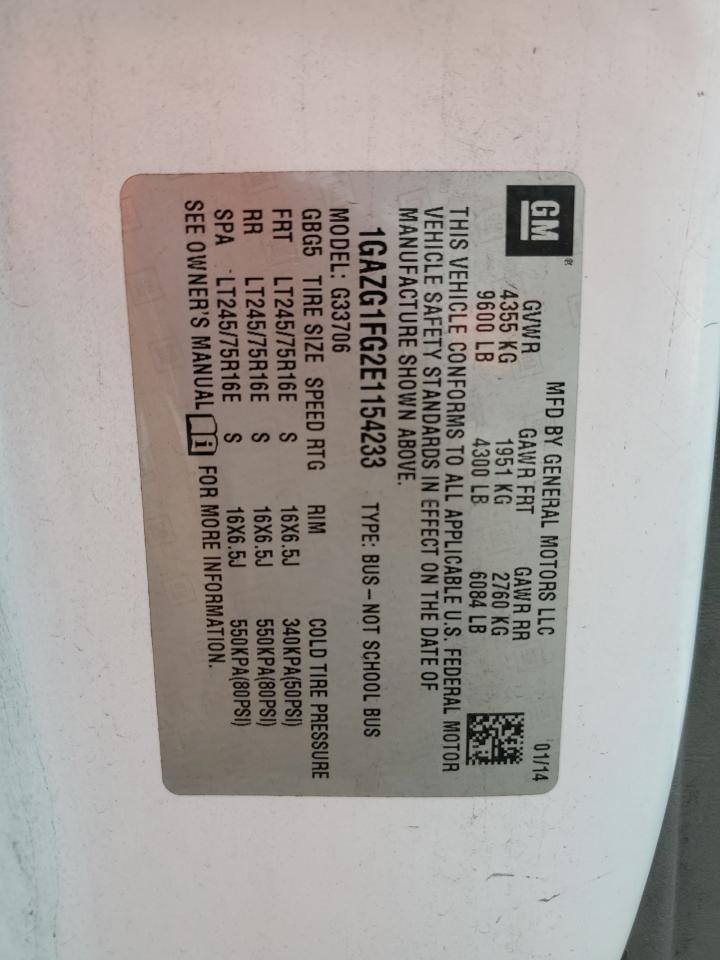 GM®
MFD BY GENERAL MOTORS LLC 01/14
GVWR GAWR FRT GAWR RR
4355 KG 1951 KG 2760 KG
9600 LB 4300 LB 6084 LB
THIS VEHICLE CONFORMS TO ALL APPLICABLE U.S. FEDERAL MOTOR
VEHICLE SAFETY STANDARDS IN EFFECT ON THE DATE OF
MANUFACTURE SHOWN ABOVE.
1GAZG1FG2E1154233 TYPE: BUS – NOT SCHOOL BUS
MODEL: G33706
GBG5 TIRE SIZE SPEED RTG RIM COLD TIRE PRESSURE
FRT LT245/75R16E S 16X6.5J 340KPA(50PSI)
RR LT245/75R16E S 16X6.5J 550KPA(80PSI)
SPA LT245/75R16E S 16X6.5J 550KPA(80PSI)
SEE OWNER'S MANUAL i FOR MORE INFORMATION.